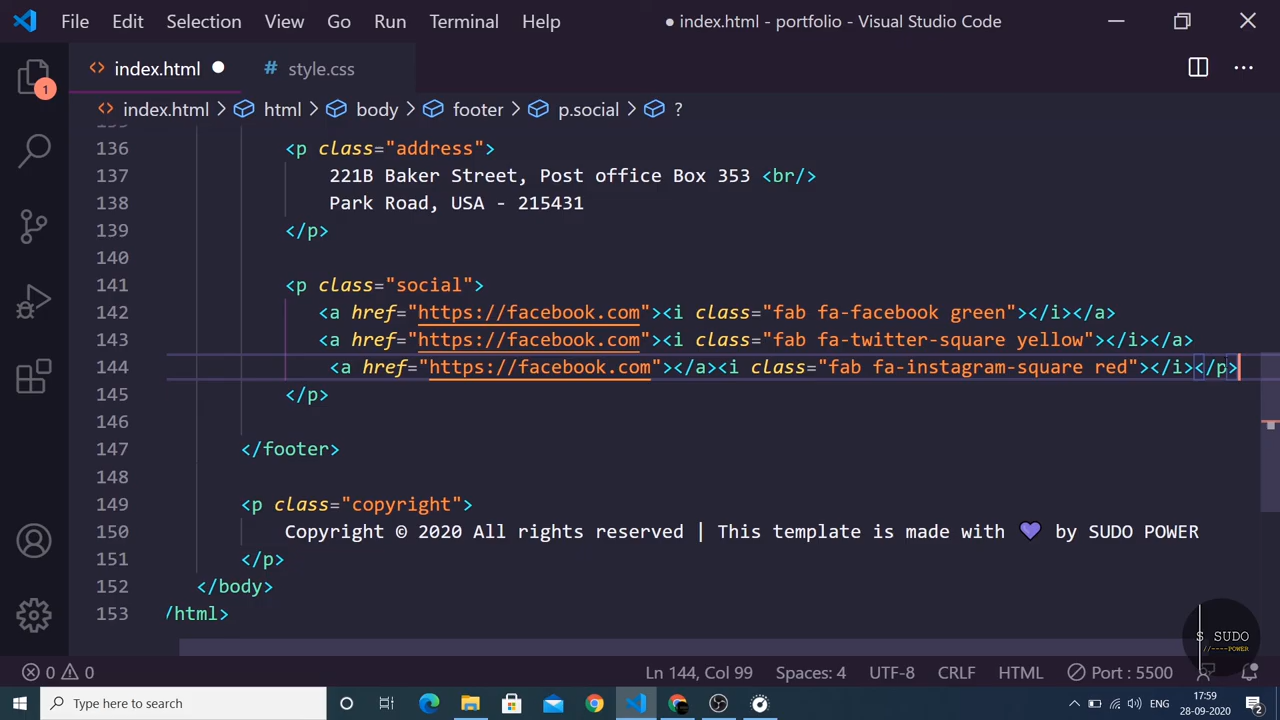 File Edit Selection View Go Run Terminal Help ● index.html - portfolio - Visual Studio Code
index.html # style.css
1
index.html > html > body > footer > p.social > ?
136 <p class="address">
137 221B Baker Street, Post office Box 353 <br/>
138 Park Road, USA - 215431
139 </p>
140
141 <p class="social">
142 <a href="https://facebook.com"><i class="fab fa-facebook green"></i></a>
143 <a href="https://facebook.com"><i class="fab fa-twitter-square yellow"></i></a>
144 <a href="https://facebook.com"></a><i class="fab fa-instagram-square red"></i></p>
145 </p>
146
147 </footer>
148
149 <p class="copyright">
150 Copyright © 2020 All rights reserved | This template is made with 💜 by SUDO POWER
151 </p>
152 </body>
153 /html>
S SUDO
//----POWER
0 0 Ln 144, Col 99 Spaces: 4 UTF-8 CRLF HTML Port : 5500
Type here to search ENG 17:59
28-09-2020 2